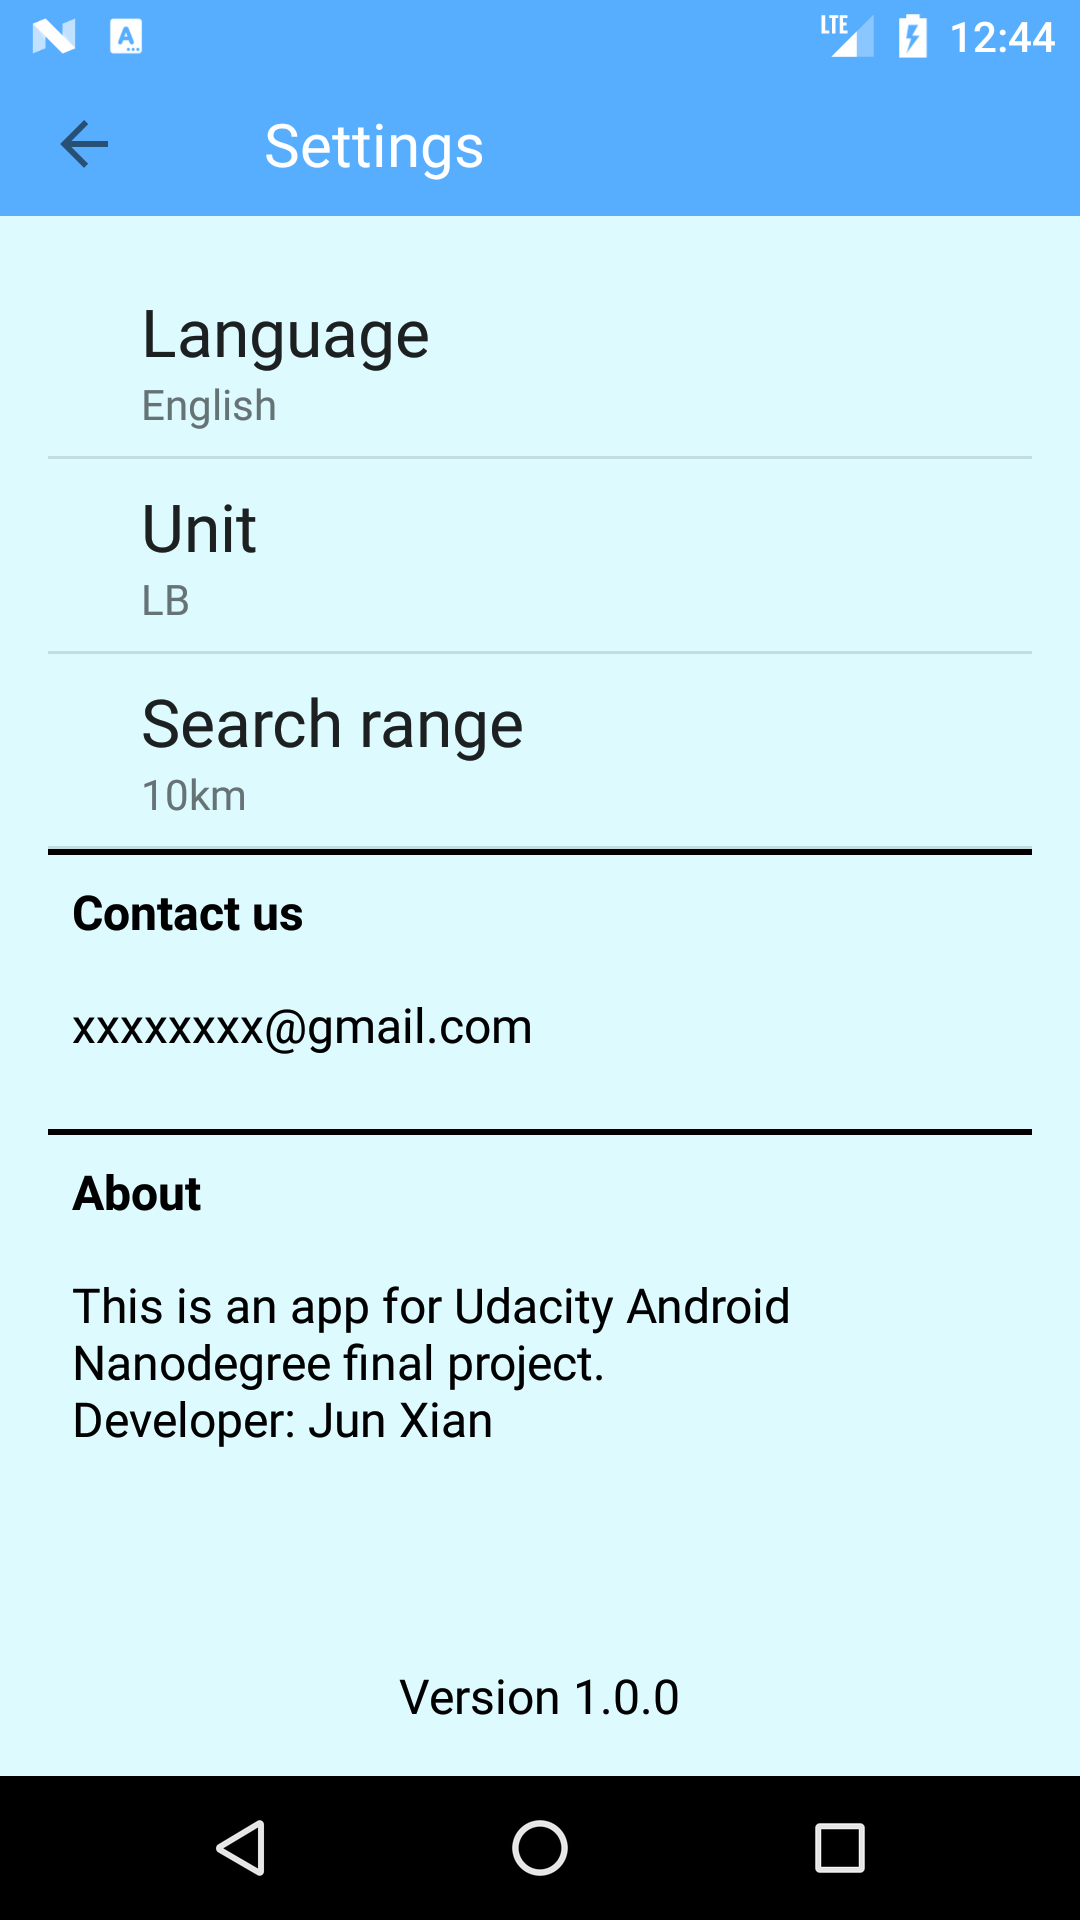 LTE 12:44
Settings
Language
English
Unit
LB
Search range
10km
Contact us
xxxxxxxx@gmail.com
About
This is an app for Udacity Android
Nanodegree final project.
Developer: Jun Xian
Version 1.0.0